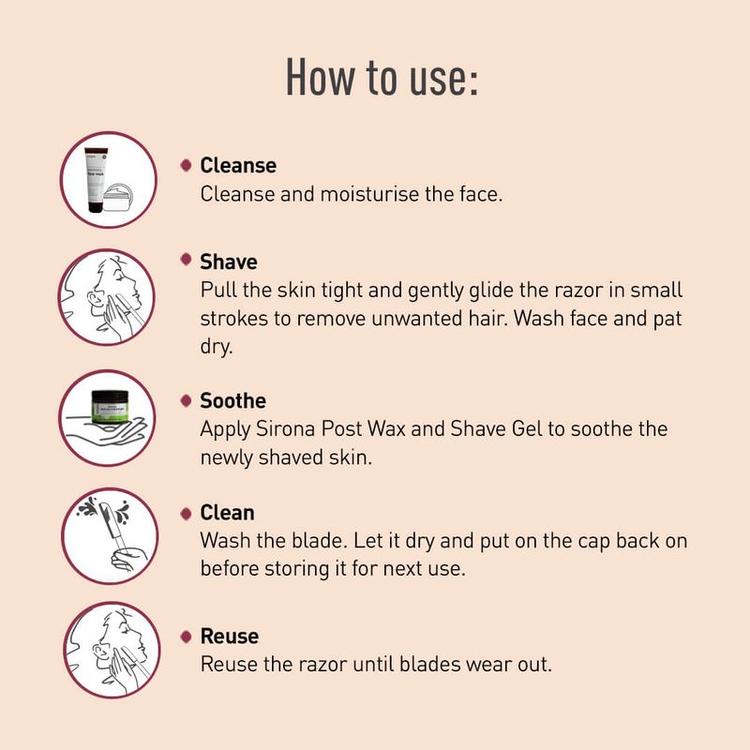 How to use:
Cleanse
Cleanse and moisturise the face.
Shave
Pull the skin tight and gently glide the razor in small
strokes to remove unwanted hair. Wash face and pat
dry.
Soothe
Apply Sirona Post Wax and Shave Gel to soothe the
newly shaved skin.
Clean
Wash the blade. Let it dry and put on the cap back on
before storing it for next use.
Reuse
Reuse the razor until blades wear out.